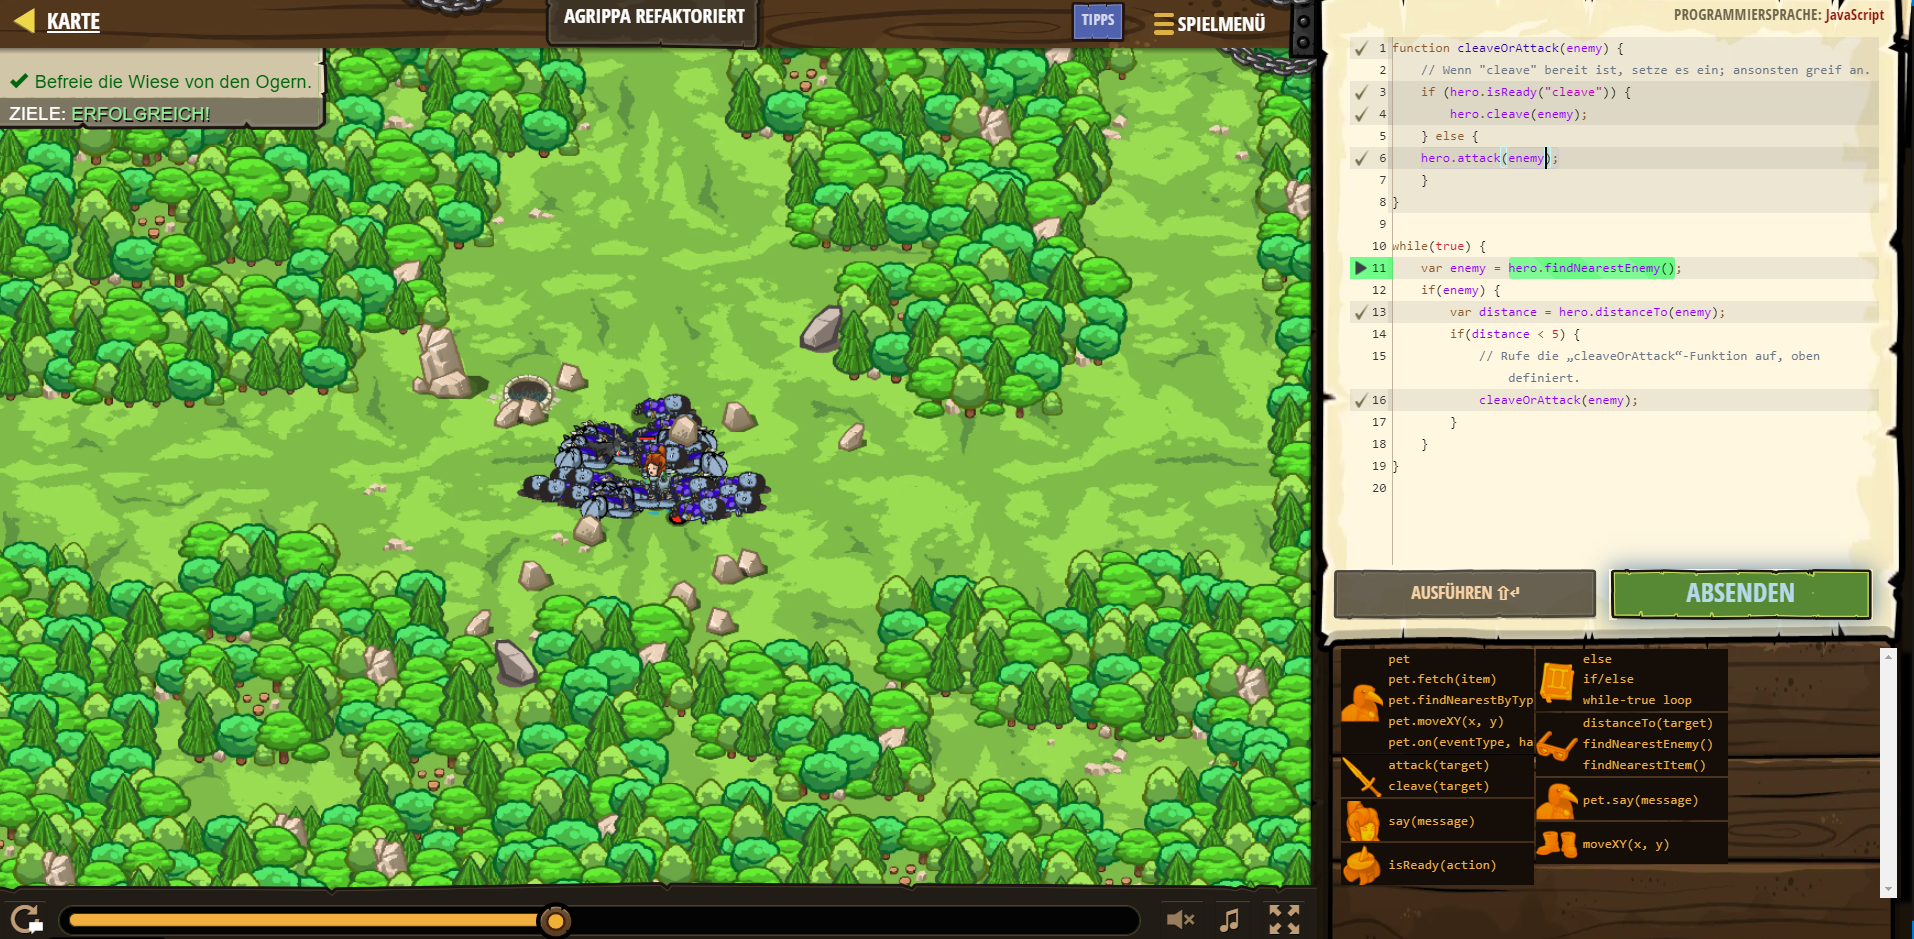 KARTE
AGRIPPA REFAKTORIERT
TIPPS
SPIELMENÜ
Befreie die Wiese von den Ogern.
ZIELE: ERFOLGREICH!
PROGRAMMIERSPRACHE: JavaScript
1 function cleaveOrAttack(enemy) {
2 // Wenn "cleave" bereit ist, setze es ein; ansonsten greif an.
3 if (hero.isReady("cleave")) {
4 hero.cleave(enemy);
5 } else {
6 hero.attack(enemy);
7 }
8 }
9
10 while(true) {
11 var enemy = hero.findNearestEnemy();
12 if(enemy) {
13 var distance = hero.distanceTo(enemy);
14 if(distance < 5) {
15 // Rufe die „cleaveOrAttack“-Funktion auf, oben
definiert.
16 cleaveOrAttack(enemy);
17 }
18 }
19 }
20
AUSFÜHREN ⇧↵
ABSENDEN
pet
pet.fetch(item)
pet.findNearestByTyp
pet.moveXY(x, y)
pet.on(eventType, ha
attack(target)
cleave(target)
say(message)
isReady(action)
else
if/else
while-true loop
distanceTo(target)
findNearestEnemy()
findNearestItem()
pet.say(message)
moveXY(x, y)